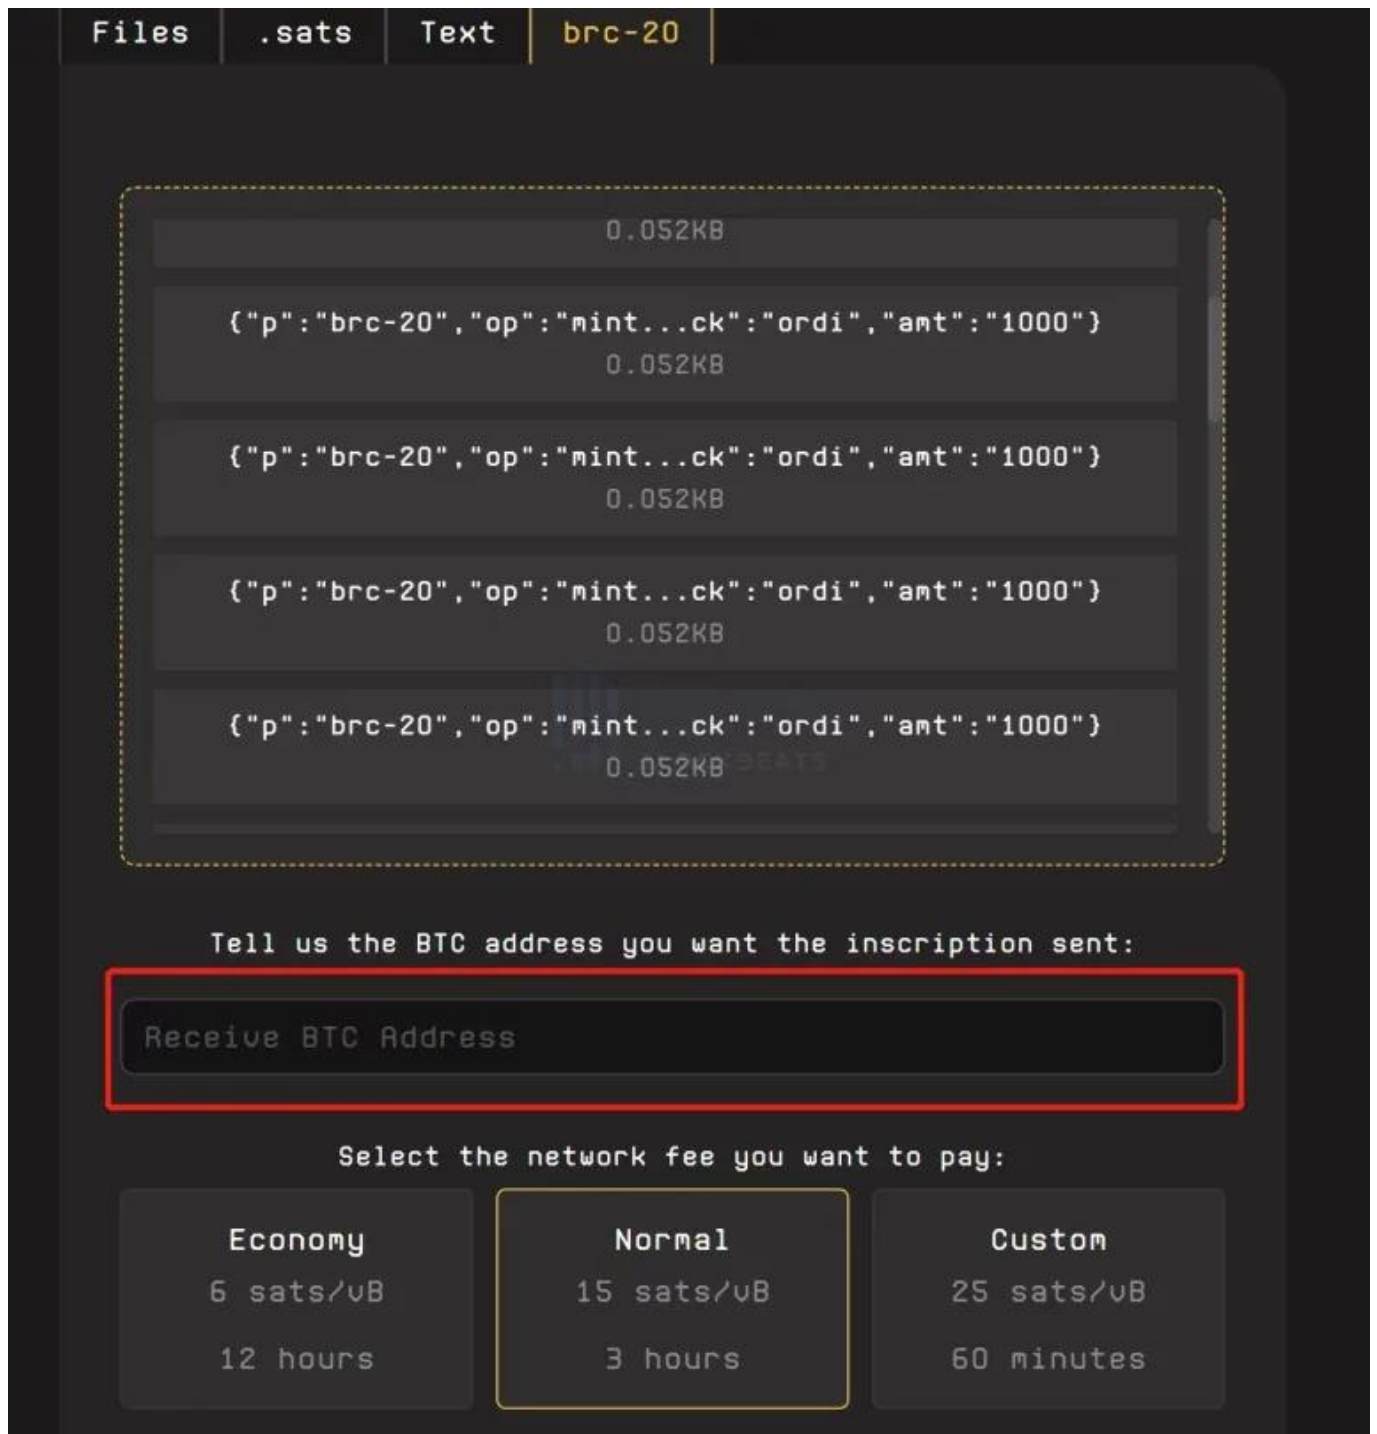 Files .sats Text brc-20
0.052KB
{"p":"brc-20","op":"mint...ck":"ordi","amt":"1000"}
0.052KB
{"p":"brc-20","op":"mint...ck":"ordi","amt":"1000"}
0.052KB
{"p":"brc-20","op":"mint...ck":"ordi","amt":"1000"}
0.052KB
{"p":"brc-20","op":"mint...ck":"ordi","amt":"1000"}
0.052KB
Tell us the BTC address you want the inscription sent:
Receive BTC Address
Select the network fee you want to pay:
Economy Normal Custom
6 sats/vB 15 sats/vB 25 sats/vB
12 hours 3 hours 60 minutes